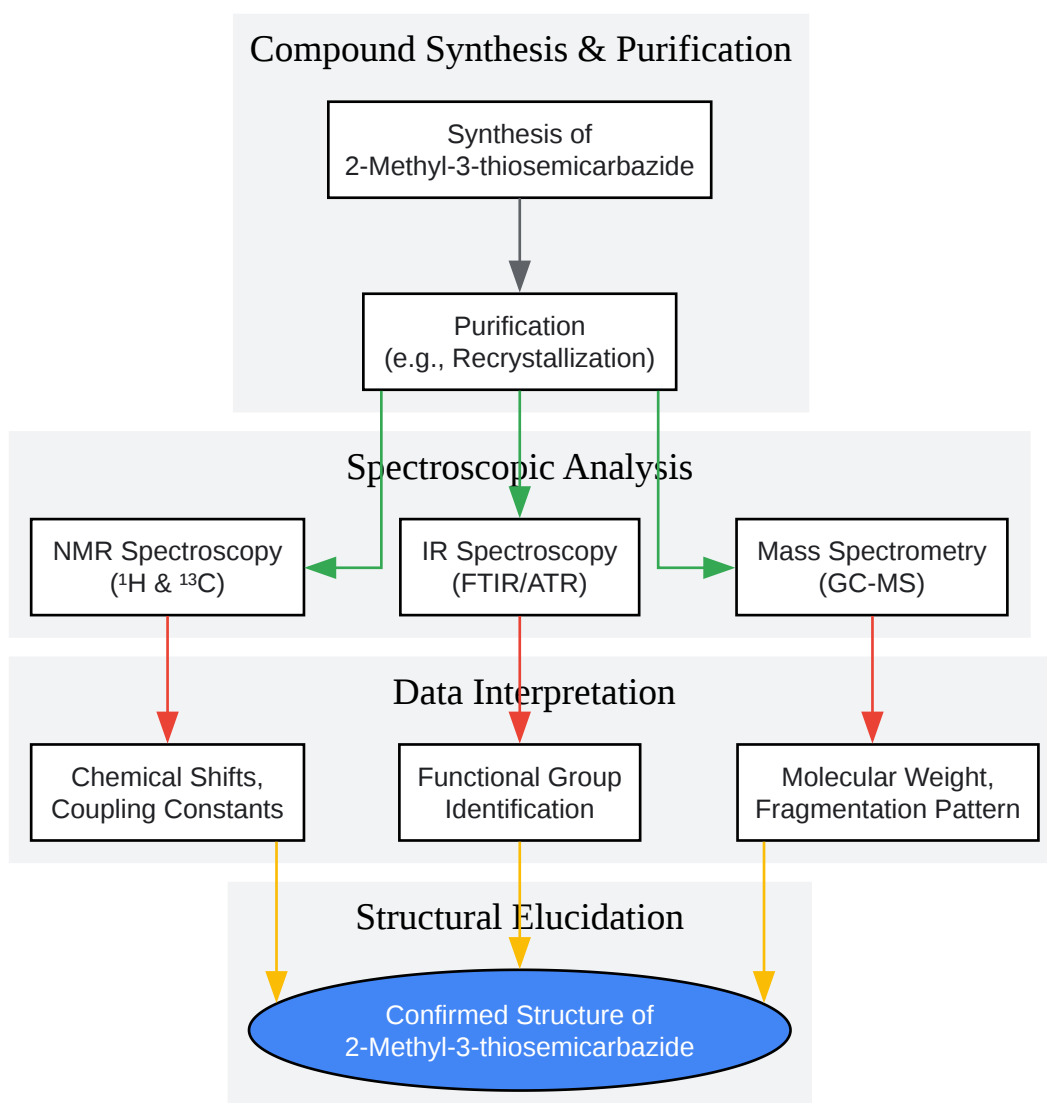 Compound Synthesis & Purification
Synthesis of
2-Methyl-3-thiosemicarbazide
Purification
(e.g., Recrystallization)
Spectroscopic Analysis
NMR Spectroscopy
(¹H & ¹³C)
IR Spectroscopy
(FTIR/ATR)
Mass Spectrometry
(GC-MS)
Data Interpretation
Chemical Shifts,
Coupling Constants
Functional Group
Identification
Molecular Weight,
Fragmentation Pattern
Structural Elucidation
Confirmed Structure of
2-Methyl-3-thiosemicarbazide